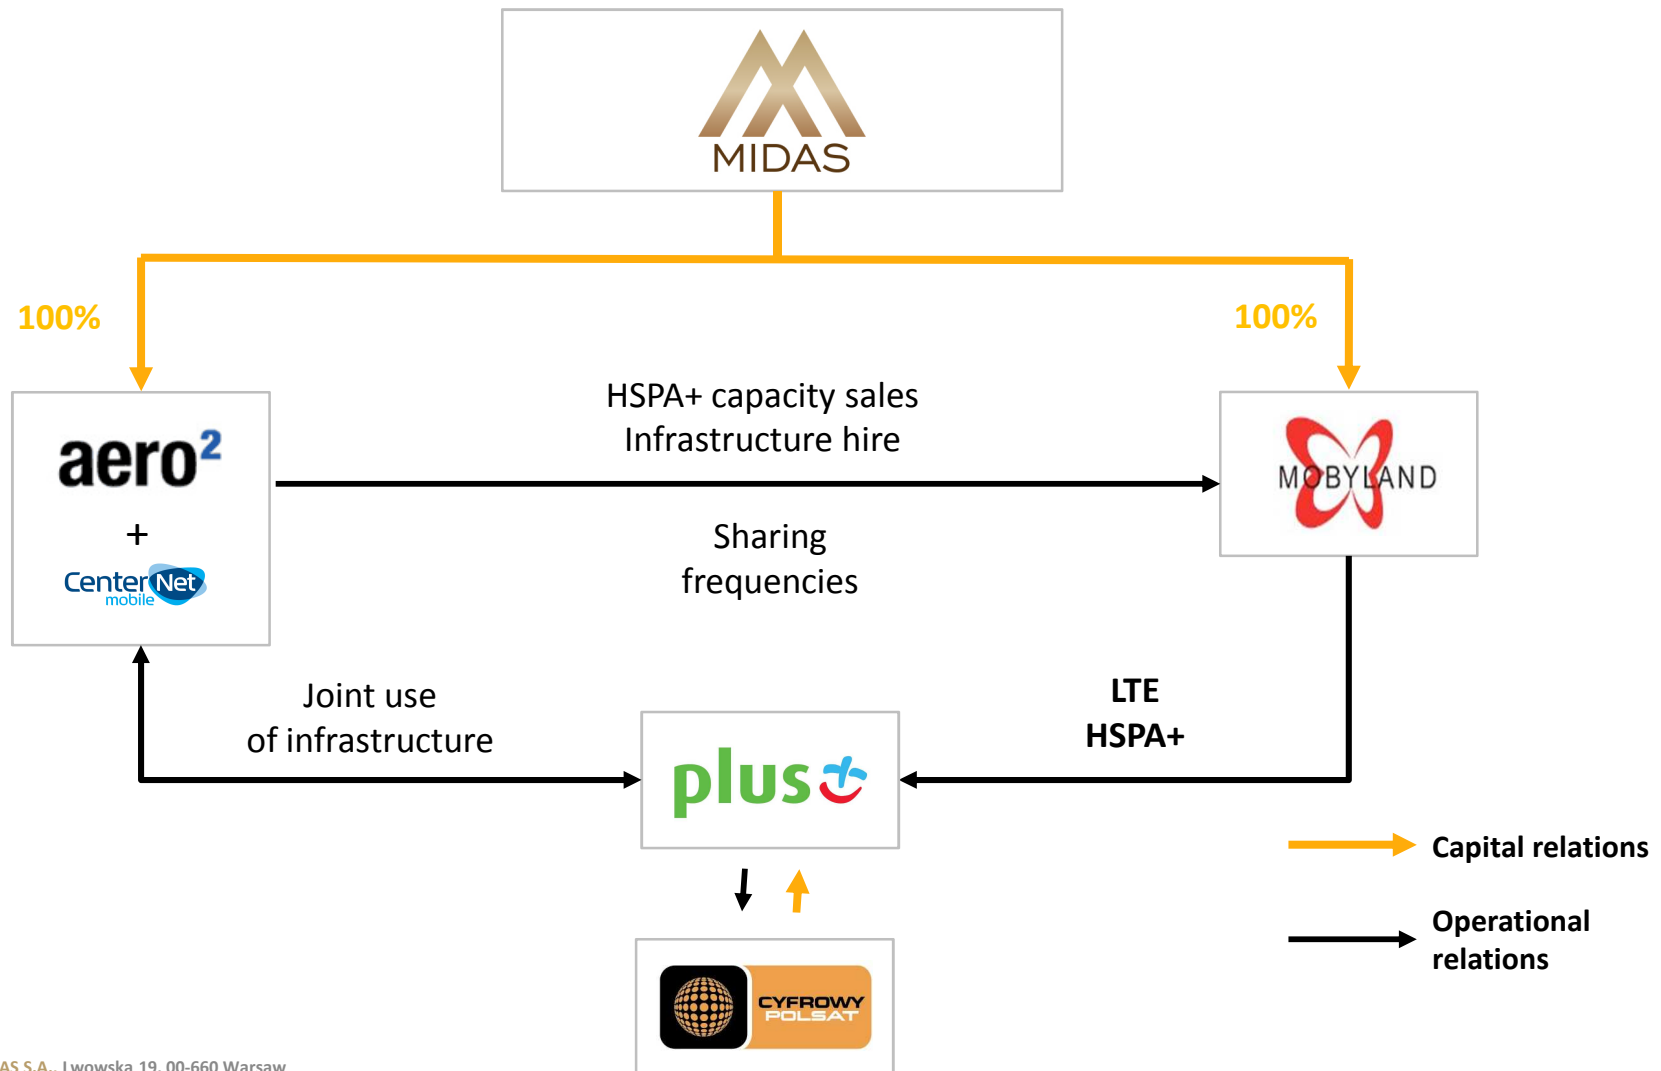 MIDAS
100%
100%
HSPA+ capacity sales
Infrastructure hire
aero²
+
CenterNet
mobile
MOBYLAND
Sharing
frequencies
Joint use
of infrastructure
LTE
HSPA+
plus
Capital relations
Operational
relations
CYFROWY
POLSAT
AS S.A., Lwowska 19, 00-660 Warsaw